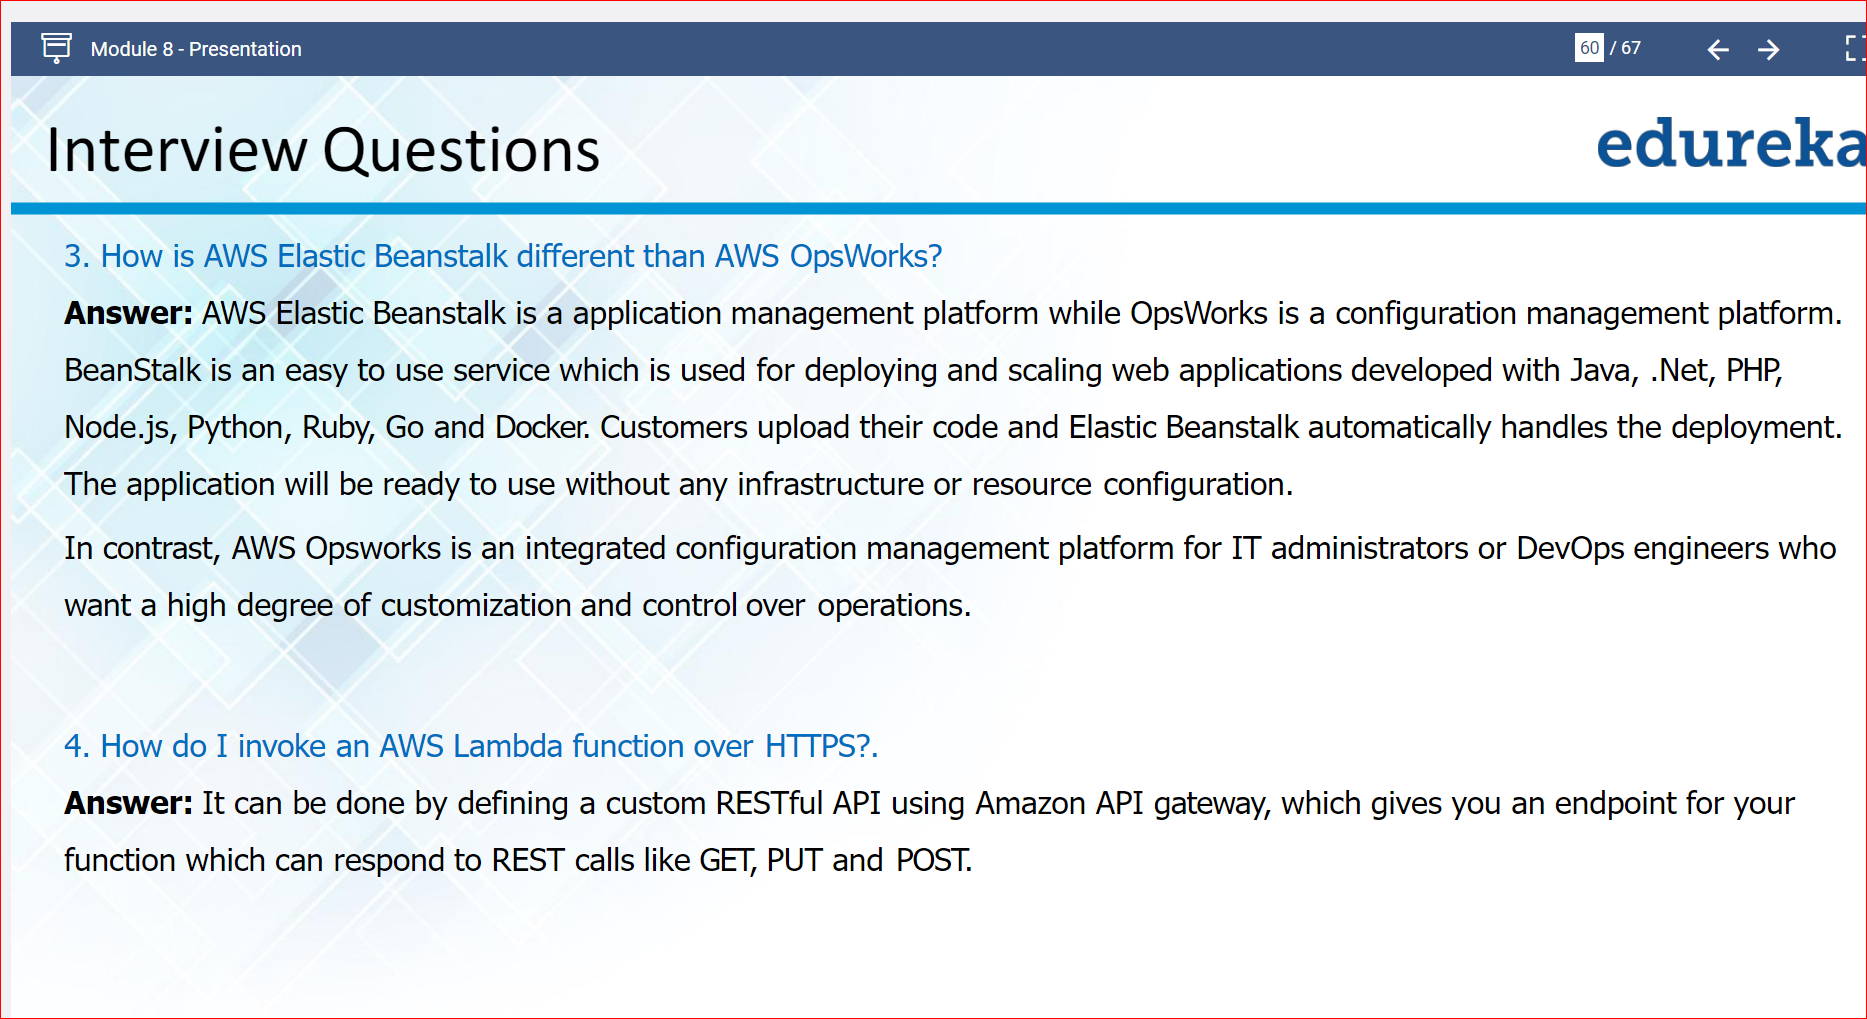 Module 8 - Presentation
60 / 67
Interview Questions
edureka
3. How is AWS Elastic Beanstalk different than AWS OpsWorks?
Answer: AWS Elastic Beanstalk is a application management platform while OpsWorks is a configuration management platform.
BeanStalk is an easy to use service which is used for deploying and scaling web applications developed with Java, .Net, PHP,
Node.js, Python, Ruby, Go and Docker. Customers upload their code and Elastic Beanstalk automatically handles the deployment.
The application will be ready to use without any infrastructure or resource configuration.
In contrast, AWS Opsworks is an integrated configuration management platform for IT administrators or DevOps engineers who
want a high degree of customization and control over operations.
4. How do I invoke an AWS Lambda function over HTTPS?.
Answer: It can be done by defining a custom RESTful API using Amazon API gateway, which gives you an endpoint for your
function which can respond to REST calls like GET, PUT and POST.